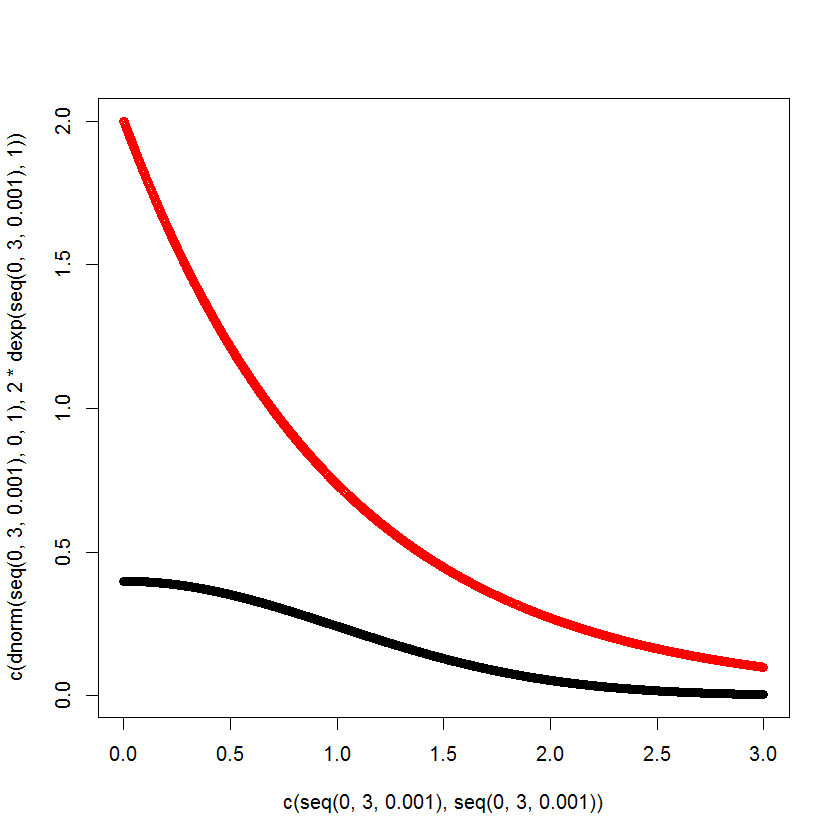 c(dnorm(seq(0, 3, 0.001), 0, 1), 2 * dexp(seq(0, 3, 0.001), 1))
2.0
1.5
1.0
0.5
0.0
0.0 0.5 1.0 1.5 2.0 2.5 3.0
c(seq(0, 3, 0.001), seq(0, 3, 0.001))